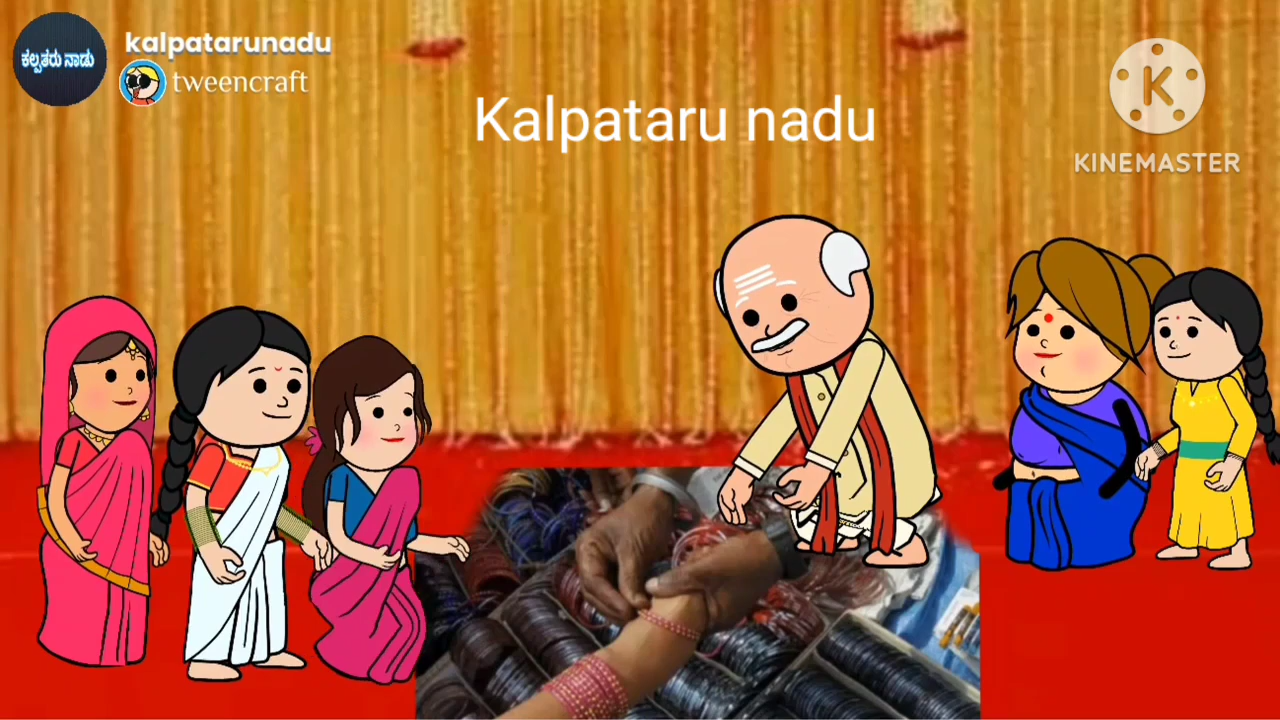 ಕಲ್ಪತರು ನಾಡು
kalpatarunadu
tweencraft
Kalpataru nadu
K
KINEMASTER